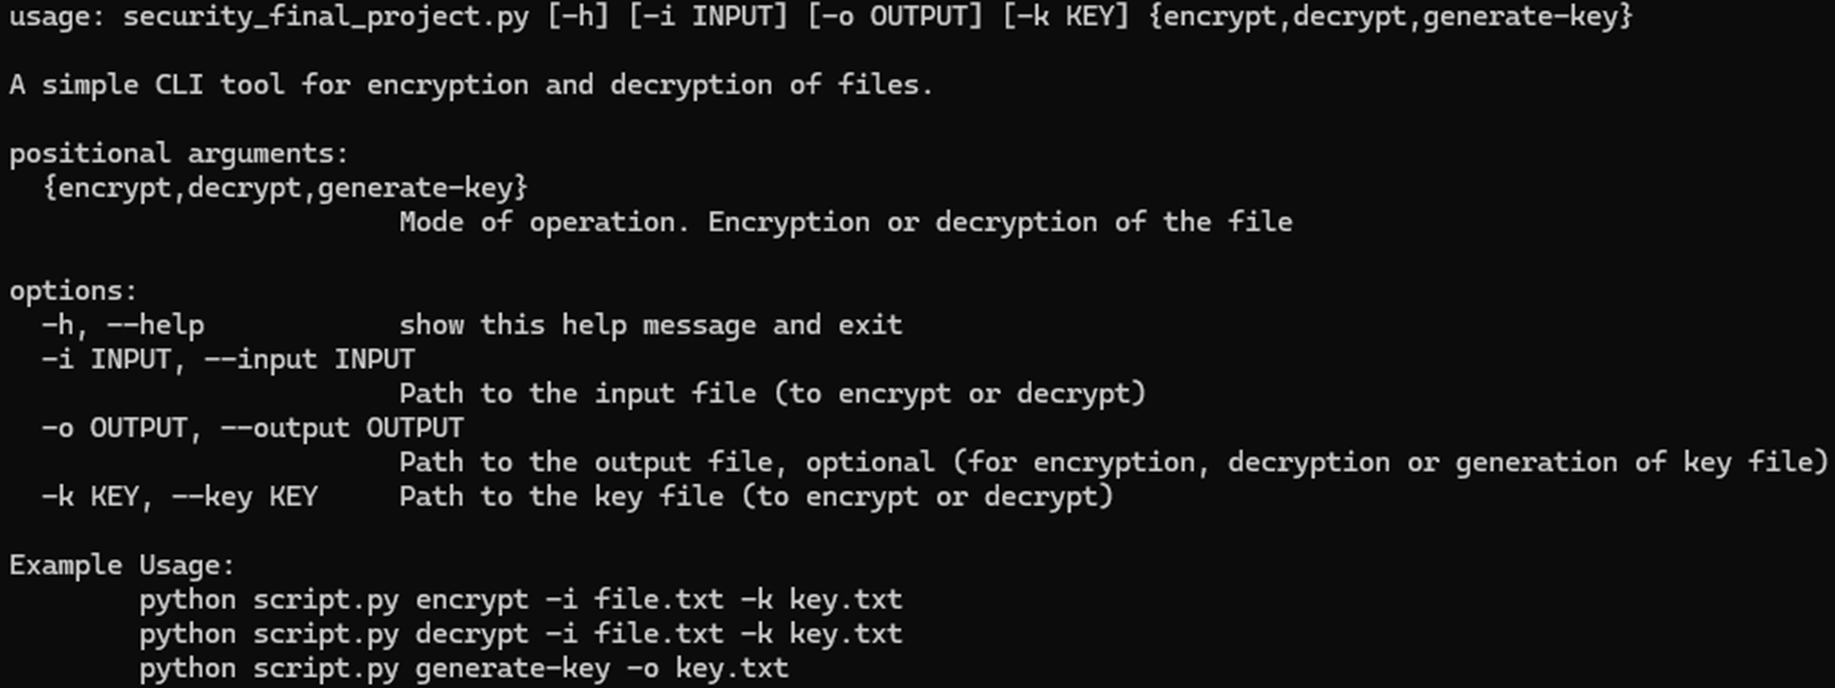 usage: security_final_project.py [-h] [-i INPUT] [-o OUTPUT] [-k KEY] {encrypt,decrypt,generate-key}
A simple CLI tool for encryption and decryption of files.
positional arguments:
{encrypt,decrypt,generate-key}
Mode of operation. Encryption or decryption of the file
options:
-h, --help show this help message and exit
-i INPUT, --input INPUT
Path to the input file (to encrypt or decrypt)
-o OUTPUT, --output OUTPUT
Path to the output file, optional (for encryption, decryption or generation of key file)
-k KEY, --key KEY Path to the key file (to encrypt or decrypt)
Example Usage:
python script.py encrypt -i file.txt -k key.txt
python script.py decrypt -i file.txt -k key.txt
python script.py generate-key -o key.txt